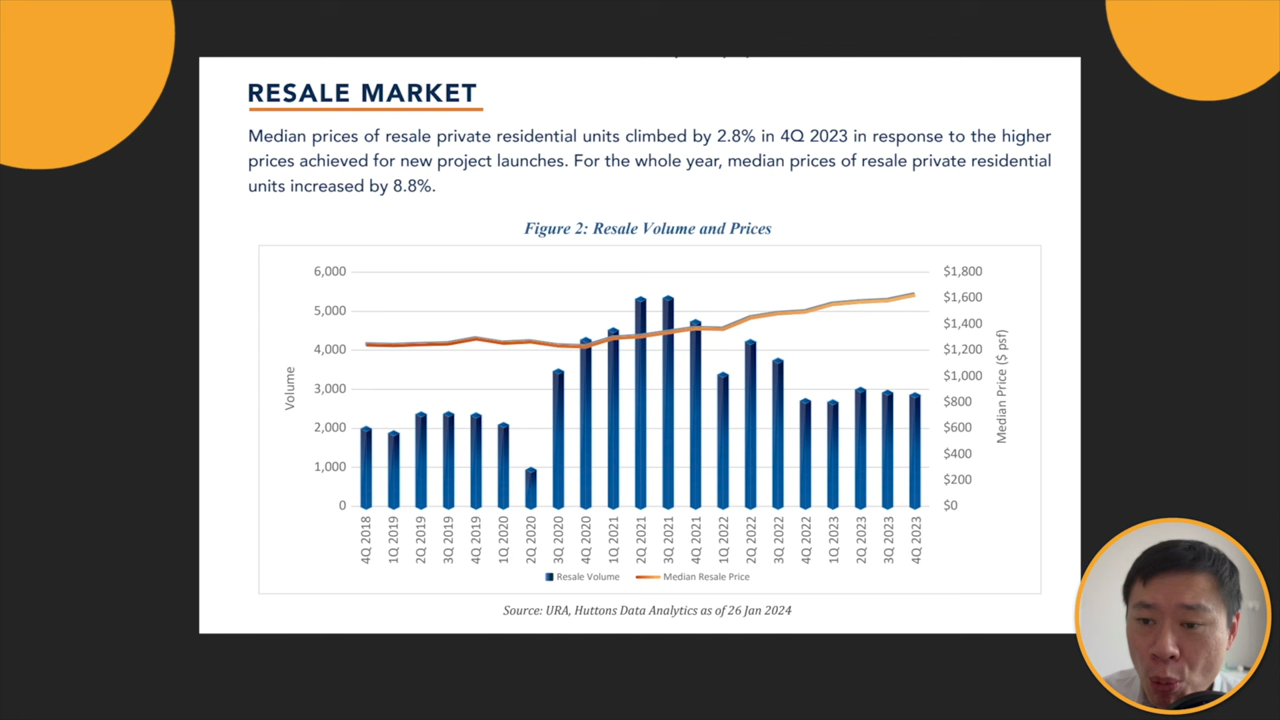 RESALE MARKET
Median prices of resale private residential units climbed by 2.8% in 4Q 2023 in response to the higher
prices achieved for new project launches. For the whole year, median prices of resale private residential
units increased by 8.8%.
Figure 2: Resale Volume and Prices
6,000
5,000
4,000
3,000
2,000
1,000
0
Volume
$1,800
$1,600
$1,400
$1,200
$1,000
$800
$600
$400
$200
$0
Median Price ($ psf)
4Q 2018
1Q 2019
2Q 2019
3Q 2019
4Q 2019
1Q 2020
2Q 2020
3Q 2020
4Q 2020
1Q 2021
2Q 2021
3Q 2021
4Q 2021
1Q 2022
2Q 2022
3Q 2022
4Q 2022
1Q 2023
2Q 2023
3Q 2023
4Q 2023
Resale Volume
Median Resale Price
Source: URA, Huttons Data Analytics as of 26 Jan 2024